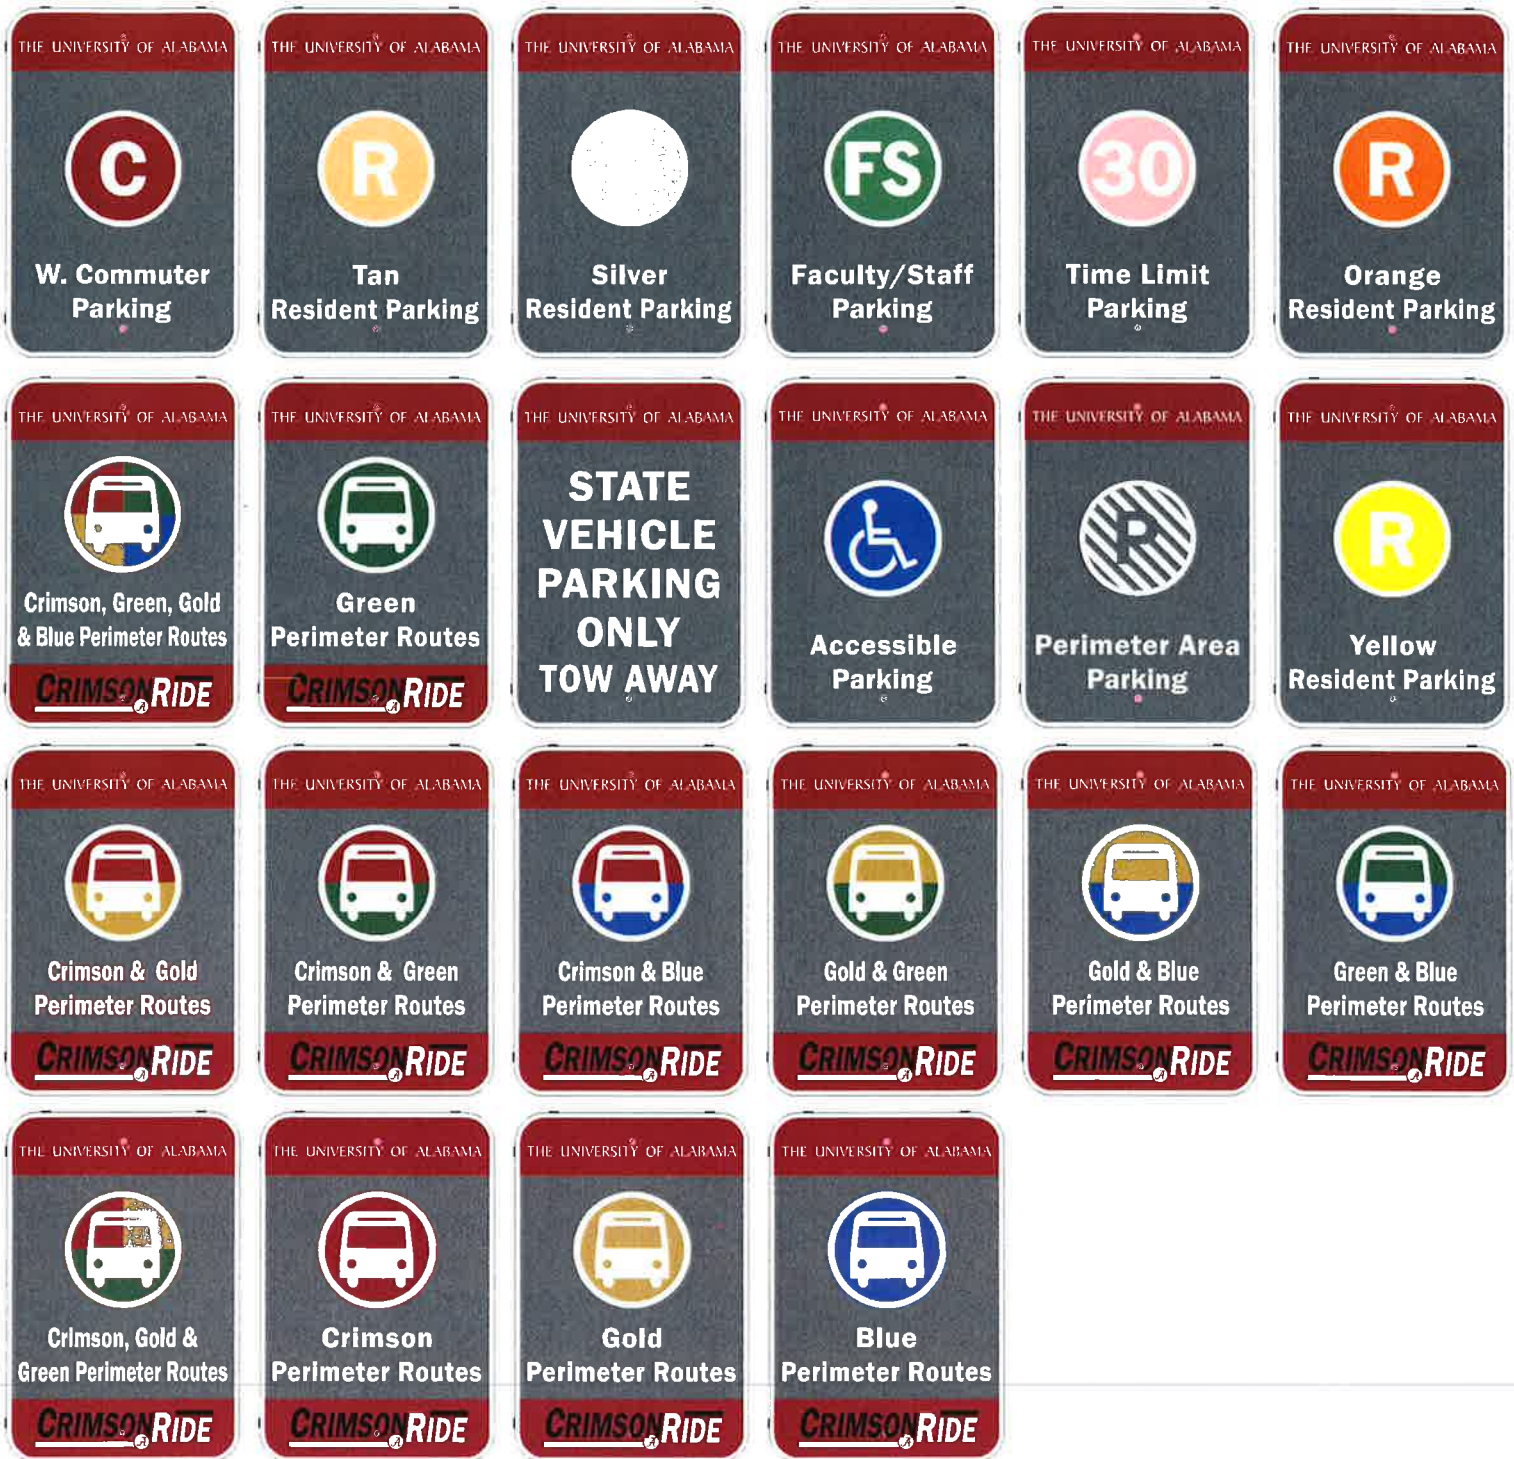 THE UNIVERSITY OF ALABAMA
C
W. Commuter
Parking
THE UNIVERSITY OF ALABAMA
R
Tan
Resident Parking
THE UNIVERSITY OF ALABAMA
Silver
Resident Parking
THE UNIVERSITY OF ALABAMA
FS
Faculty/Staff
Parking
THE UNIVERSITY OF ALABAMA
30
Time Limit
Parking
THE UNIVERSITY OF ALABAMA
R
Orange
Resident Parking
THE UNIVERSITY OF ALABAMA
Crimson, Green, Gold
& Blue Perimeter Routes
CRIMSON RIDE
THE UNIVERSITY OF ALABAMA
Green
Perimeter Routes
CRIMSON RIDE
THE UNIVERSITY OF ALABAMA
STATE
VEHICLE
PARKING
ONLY
TOW AWAY
THE UNIVERSITY OF ALABAMA
Accessible
Parking
THE UNIVERSITY OF ALABAMA
P
Perimeter Area
Parking
THE UNIVERSITY OF ALABAMA
R
Yellow
Resident Parking
THE UNIVERSITY OF ALABAMA
Crimson & Gold
Perimeter Routes
CRIMSON RIDE
THE UNIVERSITY OF ALABAMA
Crimson & Green
Perimeter Routes
CRIMSON RIDE
THE UNIVERSITY OF ALABAMA
Crimson & Blue
Perimeter Routes
CRIMSON RIDE
THE UNIVERSITY OF ALABAMA
Gold & Green
Perimeter Routes
CRIMSON RIDE
THE UNIVERSITY OF ALABAMA
Gold & Blue
Perimeter Routes
CRIMSON RIDE
THE UNIVERSITY OF ALABAMA
Green & Blue
Perimeter Routes
CRIMSON RIDE
THE UNIVERSITY OF ALABAMA
Crimson, Gold &
Green Perimeter Routes
CRIMSON RIDE
THE UNIVERSITY OF ALABAMA
Crimson
Perimeter Routes
CRIMSON RIDE
THE UNIVERSITY OF ALABAMA
Gold
Perimeter Routes
CRIMSON RIDE
THE UNIVERSITY OF ALABAMA
Blue
Perimeter Routes
CRIMSON RIDE